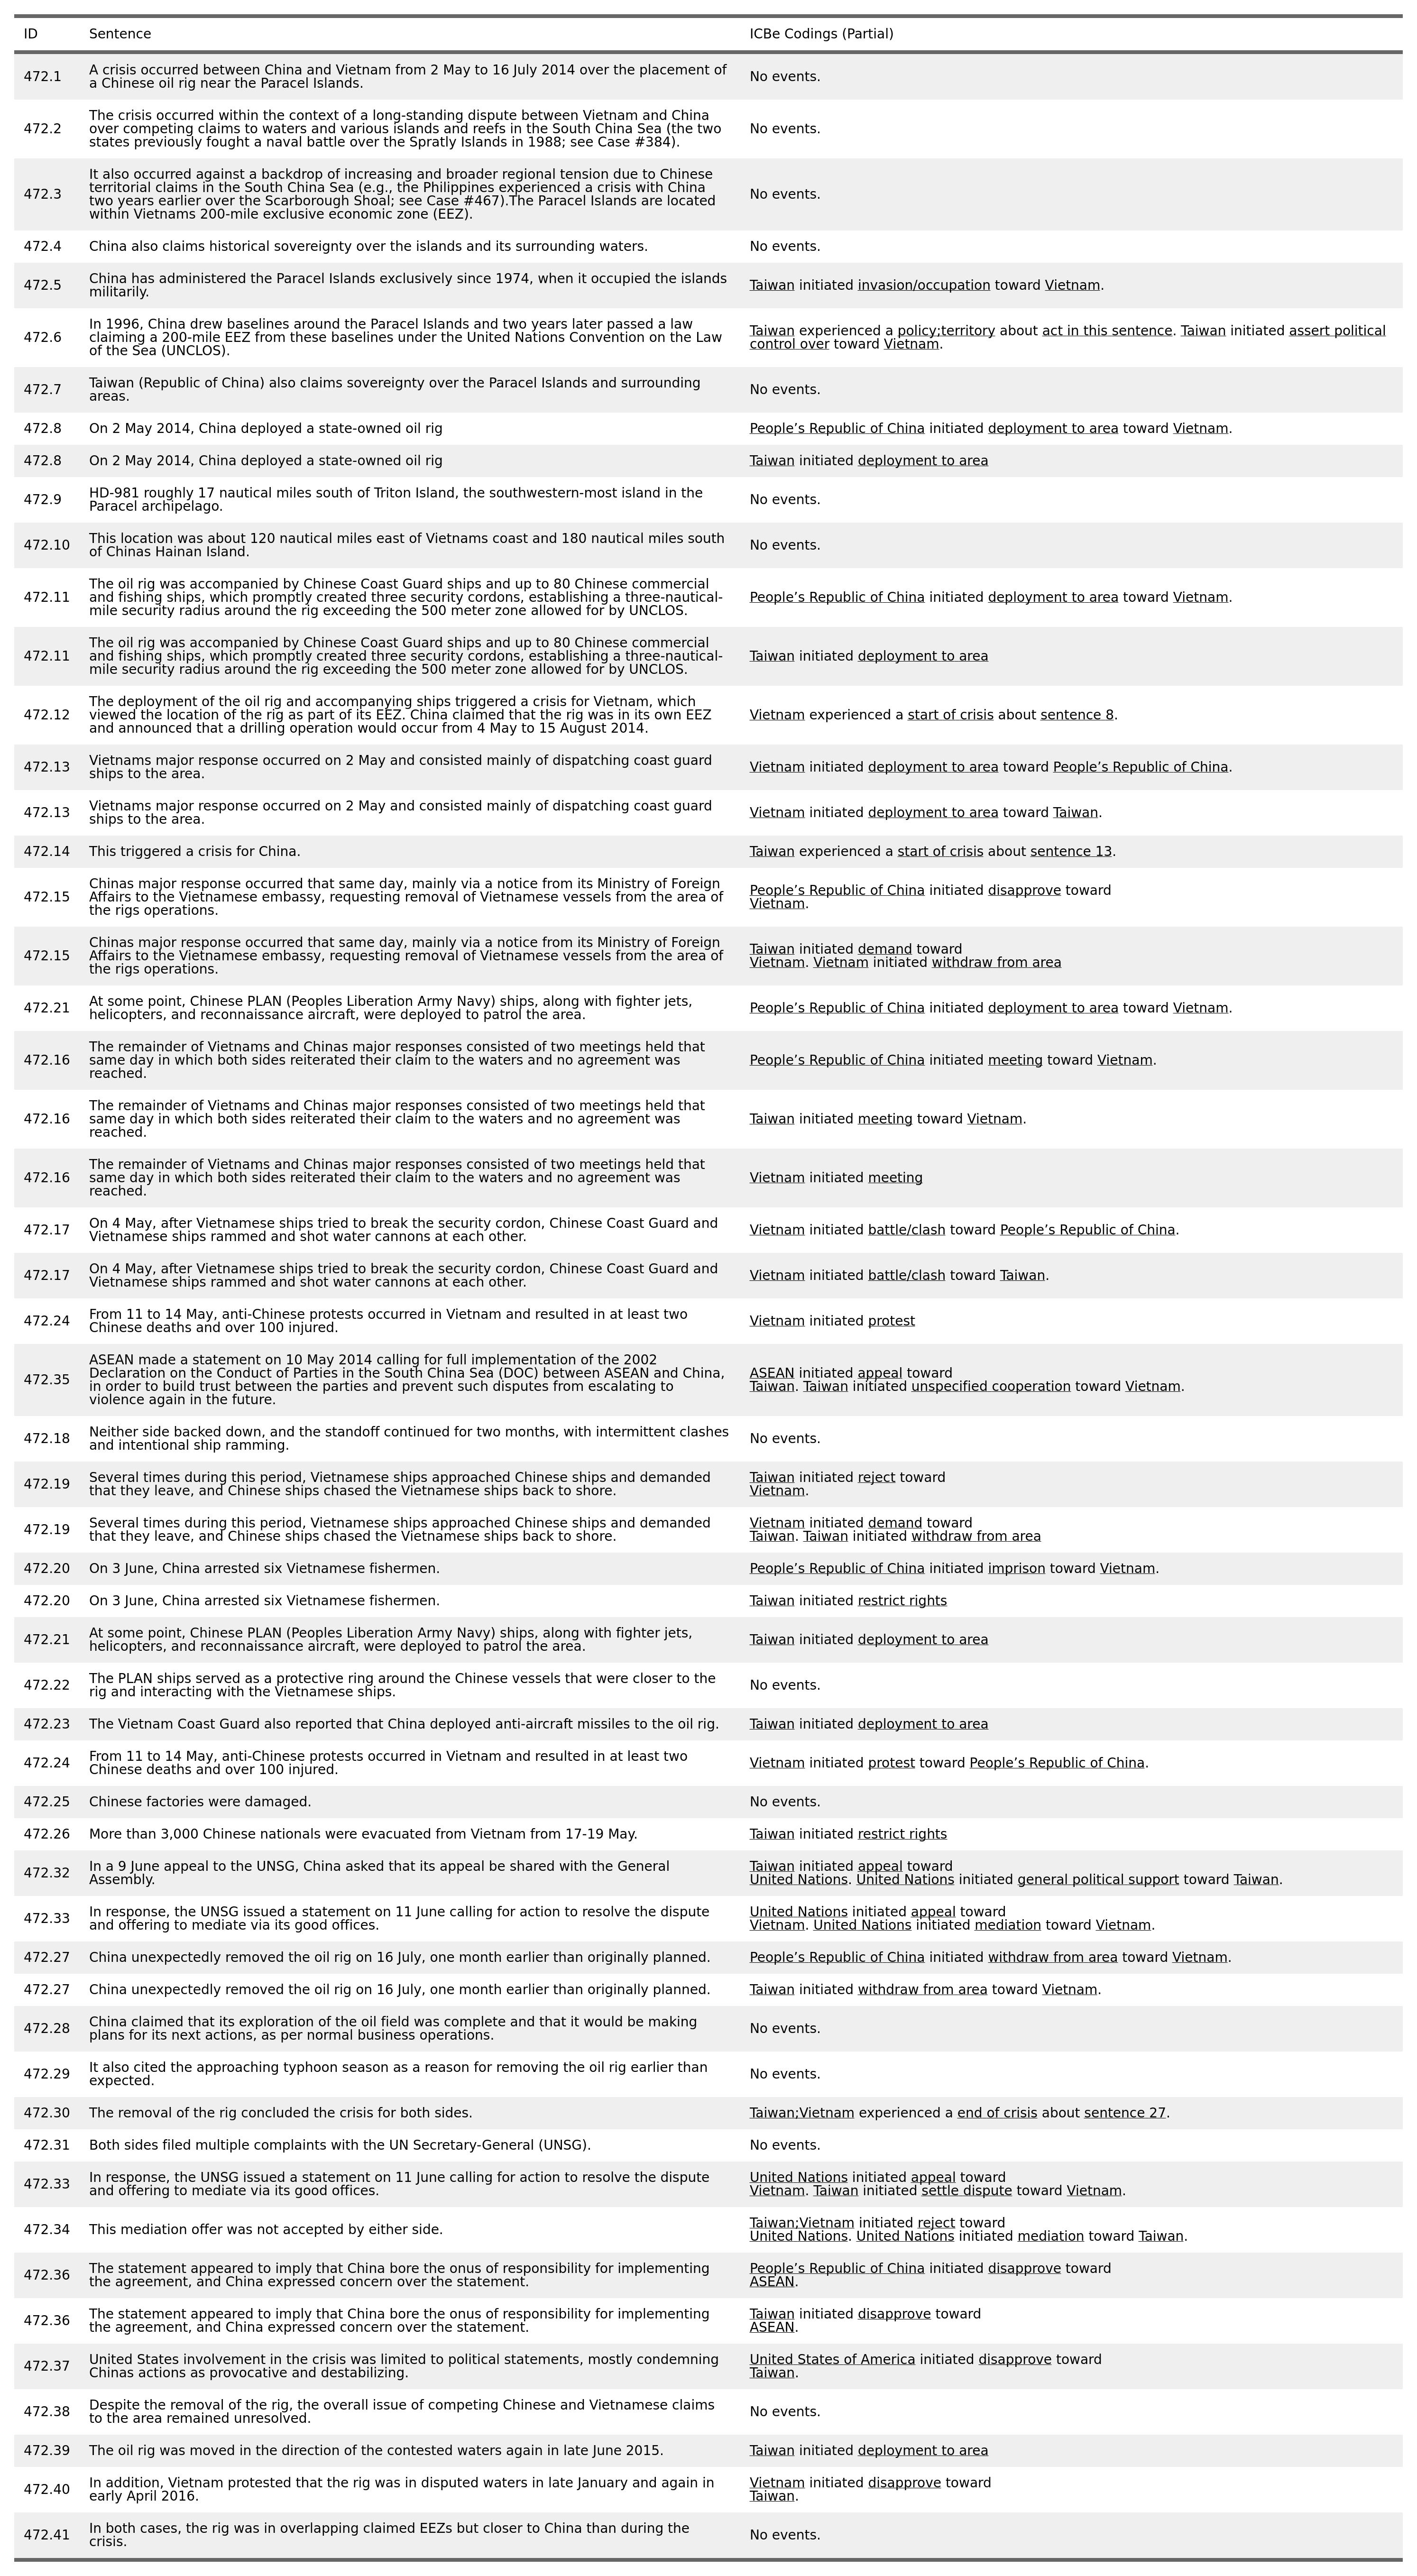 ID Sentence ICBe Codings (Partial)
472.1 A crisis occurred between China and Vietnam from 2 May to 16 July 2014 over the placement of
a Chinese oil rig near the Paracel Islands. No events.
472.2 The crisis occurred within the context of a long-standing dispute between Vietnam and China
over competing claims to waters and various islands and reefs in the South China Sea (the two
states previously fought a naval battle over the Spratly Islands in 1988; see Case #384). No events.
472.3 It also occurred against a backdrop of increasing and broader regional tension due to Chinese
territorial claims in the South China Sea (e.g., the Philippines experienced a crisis with China
two years earlier over the Scarborough Shoal; see Case #467).The Paracel Islands are located
within Vietnams 200-mile exclusive economic zone (EEZ). No events.
472.4 China also claims historical sovereignty over the islands and its surrounding waters. No events.
472.5 China has administered the Paracel Islands exclusively since 1974, when it occupied the islands
militarily. Taiwan initiated invasion/occupation toward Vietnam.
472.6 In 1996, China drew baselines around the Paracel Islands and two years later passed a law
claiming a 200-mile EEZ from these baselines under the United Nations Convention on the Law
of the Sea (UNCLOS). Taiwan experienced a policy;territory about act in this sentence. Taiwan initiated assert political
control over toward Vietnam.
472.7 Taiwan (Republic of China) also claims sovereignty over the Paracel Islands and surrounding
areas. No events.
472.8 On 2 May 2014, China deployed a state-owned oil rig People’s Republic of China initiated deployment to area toward Vietnam.
472.8 On 2 May 2014, China deployed a state-owned oil rig Taiwan initiated deployment to area
472.9 HD-981 roughly 17 nautical miles south of Triton Island, the southwestern-most island in the
Paracel archipelago. No events.
472.10 This location was about 120 nautical miles east of Vietnams coast and 180 nautical miles south
of Chinas Hainan Island. No events.
472.11 The oil rig was accompanied by Chinese Coast Guard ships and up to 80 Chinese commercial
and fishing ships, which promptly created three security cordons, establishing a three-nautical-
mile security radius around the rig exceeding the 500 meter zone allowed for by UNCLOS. People’s Republic of China initiated deployment to area toward Vietnam.
472.11 The oil rig was accompanied by Chinese Coast Guard ships and up to 80 Chinese commercial
and fishing ships, which promptly created three security cordons, establishing a three-nautical-
mile security radius around the rig exceeding the 500 meter zone allowed for by UNCLOS. Taiwan initiated deployment to area
472.12 The deployment of the oil rig and accompanying ships triggered a crisis for Vietnam, which
viewed the location of the rig as part of its EEZ. China claimed that the rig was in its own EEZ
and announced that a drilling operation would occur from 4 May to 15 August 2014. Vietnam experienced a start of crisis about sentence 8.
472.13 Vietnams major response occurred on 2 May and consisted mainly of dispatching coast guard
ships to the area. Vietnam initiated deployment to area toward People’s Republic of China.
472.13 Vietnams major response occurred on 2 May and consisted mainly of dispatching coast guard
ships to the area. Vietnam initiated deployment to area toward Taiwan.
472.14 This triggered a crisis for China. Taiwan experienced a start of crisis about sentence 13.
472.15 Chinas major response occurred that same day, mainly via a notice from its Ministry of Foreign
Affairs to the Vietnamese embassy, requesting removal of Vietnamese vessels from the area of
the rigs operations. People’s Republic of China initiated disapprove toward
Vietnam.
472.15 Chinas major response occurred that same day, mainly via a notice from its Ministry of Foreign
Affairs to the Vietnamese embassy, requesting removal of Vietnamese vessels from the area of
the rigs operations. Taiwan initiated demand toward
Vietnam. Vietnam initiated withdraw from area
472.21 At some point, Chinese PLAN (Peoples Liberation Army Navy) ships, along with fighter jets,
helicopters, and reconnaissance aircraft, were deployed to patrol the area. People’s Republic of China initiated deployment to area toward Vietnam.
472.16 The remainder of Vietnams and Chinas major responses consisted of two meetings held that
same day in which both sides reiterated their claim to the waters and no agreement was
reached. People’s Republic of China initiated meeting toward Vietnam.
472.16 The remainder of Vietnams and Chinas major responses consisted of two meetings held that
same day in which both sides reiterated their claim to the waters and no agreement was
reached. Taiwan initiated meeting toward Vietnam.
472.16 The remainder of Vietnams and Chinas major responses consisted of two meetings held that
same day in which both sides reiterated their claim to the waters and no agreement was
reached. Vietnam initiated meeting
472.17 On 4 May, after Vietnamese ships tried to break the security cordon, Chinese Coast Guard and
Vietnamese ships rammed and shot water cannons at each other. Vietnam initiated battle/clash toward People’s Republic of China.
472.17 On 4 May, after Vietnamese ships tried to break the security cordon, Chinese Coast Guard and
Vietnamese ships rammed and shot water cannons at each other. Vietnam initiated battle/clash toward Taiwan.
472.24 From 11 to 14 May, anti-Chinese protests occurred in Vietnam and resulted in at least two
Chinese deaths and over 100 injured. Vietnam initiated protest
472.35 ASEAN made a statement on 10 May 2014 calling for full implementation of the 2002
Declaration on the Conduct of Parties in the South China Sea (DOC) between ASEAN and China,
in order to build trust between the parties and prevent such disputes from escalating to
violence again in the future. ASEAN initiated appeal toward
Taiwan. Taiwan initiated unspecified cooperation toward Vietnam.
472.18 Neither side backed down, and the standoff continued for two months, with intermittent clashes
and intentional ship ramming. No events.
472.19 Several times during this period, Vietnamese ships approached Chinese ships and demanded
that they leave, and Chinese ships chased the Vietnamese ships back to shore. Taiwan initiated reject toward
Vietnam.
472.19 Several times during this period, Vietnamese ships approached Chinese ships and demanded
that they leave, and Chinese ships chased the Vietnamese ships back to shore. Vietnam initiated demand toward
Taiwan. Taiwan initiated withdraw from area
472.20 On 3 June, China arrested six Vietnamese fishermen. People’s Republic of China initiated imprison toward Vietnam.
472.20 On 3 June, China arrested six Vietnamese fishermen. Taiwan initiated restrict rights
472.21 At some point, Chinese PLAN (Peoples Liberation Army Navy) ships, along with fighter jets,
helicopters, and reconnaissance aircraft, were deployed to patrol the area. Taiwan initiated deployment to area
472.22 The PLAN ships served as a protective ring around the Chinese vessels that were closer to the
rig and interacting with the Vietnamese ships. No events.
472.23 The Vietnam Coast Guard also reported that China deployed anti-aircraft missiles to the oil rig. Taiwan initiated deployment to area
472.24 From 11 to 14 May, anti-Chinese protests occurred in Vietnam and resulted in at least two
Chinese deaths and over 100 injured. Vietnam initiated protest toward People’s Republic of China.
472.25 Chinese factories were damaged. No events.
472.26 More than 3,000 Chinese nationals were evacuated from Vietnam from 17-19 May. Taiwan initiated restrict rights
472.32 In a 9 June appeal to the UNSG, China asked that its appeal be shared with the General
Assembly. Taiwan initiated appeal toward
United Nations. United Nations initiated general political support toward Taiwan.
472.33 In response, the UNSG issued a statement on 11 June calling for action to resolve the dispute
and offering to mediate via its good offices. United Nations initiated appeal toward
Vietnam. United Nations initiated mediation toward Vietnam.
472.27 China unexpectedly removed the oil rig on 16 July, one month earlier than originally planned. People’s Republic of China initiated withdraw from area toward Vietnam.
472.27 China unexpectedly removed the oil rig on 16 July, one month earlier than originally planned. Taiwan initiated withdraw from area toward Vietnam.
472.28 China claimed that its exploration of the oil field was complete and that it would be making
plans for its next actions, as per normal business operations. No events.
472.29 It also cited the approaching typhoon season as a reason for removing the oil rig earlier than
expected. No events.
472.30 The removal of the rig concluded the crisis for both sides. Taiwan;Vietnam experienced a end of crisis about sentence 27.
472.31 Both sides filed multiple complaints with the UN Secretary-General (UNSG). No events.
472.33 In response, the UNSG issued a statement on 11 June calling for action to resolve the dispute
and offering to mediate via its good offices. United Nations initiated appeal toward
Vietnam. Taiwan initiated settle dispute toward Vietnam.
472.34 This mediation offer was not accepted by either side. Taiwan;Vietnam initiated reject toward
United Nations. United Nations initiated mediation toward Taiwan.
472.36 The statement appeared to imply that China bore the onus of responsibility for implementing
the agreement, and China expressed concern over the statement. People’s Republic of China initiated disapprove toward
ASEAN.
472.36 The statement appeared to imply that China bore the onus of responsibility for implementing
the agreement, and China expressed concern over the statement. Taiwan initiated disapprove toward
ASEAN.
472.37 United States involvement in the crisis was limited to political statements, mostly condemning
Chinas actions as provocative and destabilizing. United States of America initiated disapprove toward
Taiwan.
472.38 Despite the removal of the rig, the overall issue of competing Chinese and Vietnamese claims
to the area remained unresolved. No events.
472.39 The oil rig was moved in the direction of the contested waters again in late June 2015. Taiwan initiated deployment to area
472.40 In addition, Vietnam protested that the rig was in disputed waters in late January and again in
early April 2016. Vietnam initiated disapprove toward
Taiwan.
472.41 In both cases, the rig was in overlapping claimed EEZs but closer to China than during the
crisis. No events.